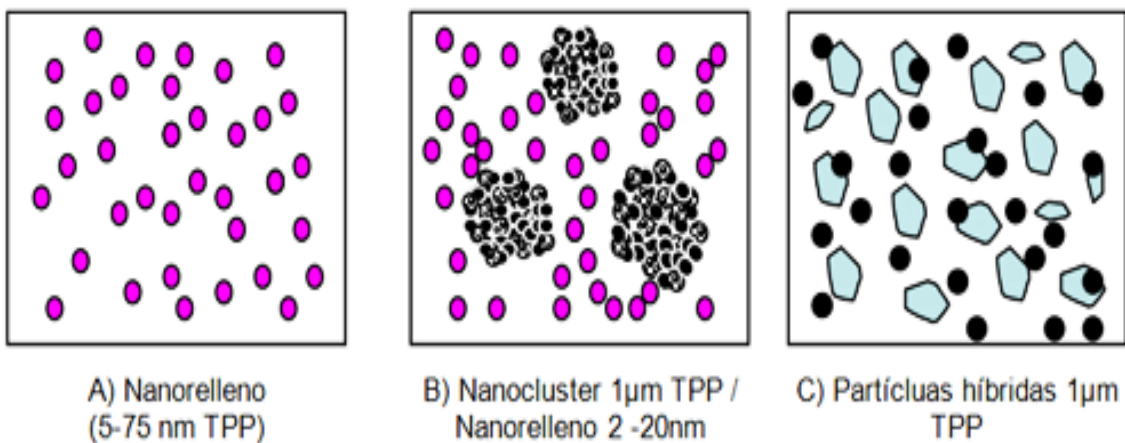 A) Nanorelleno
(5-75 nm TPP)
B) Nanocluster 1µm TPP /
Nanorelleno 2 -20nm
C) Partícluas híbridas 1µm
TPP